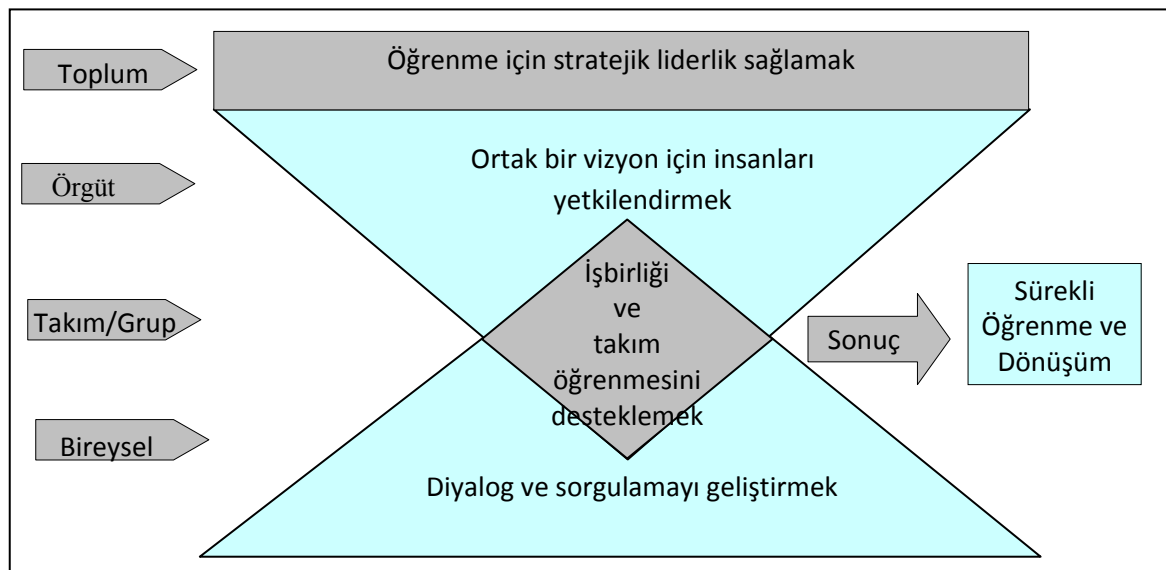 Toplum
Öğrenme için stratejik liderlik sağlamak
Örgüt
Ortak bir vizyon için insanları
yetkilendirmek
Takım/Grup
İşbirliği
ve
takım
öğrenmesini
desteklemek
Sonuç
Sürekli
Öğrenme ve
Dönüşüm
Bireysel
Diyalog ve sorgulamayı geliştirmek